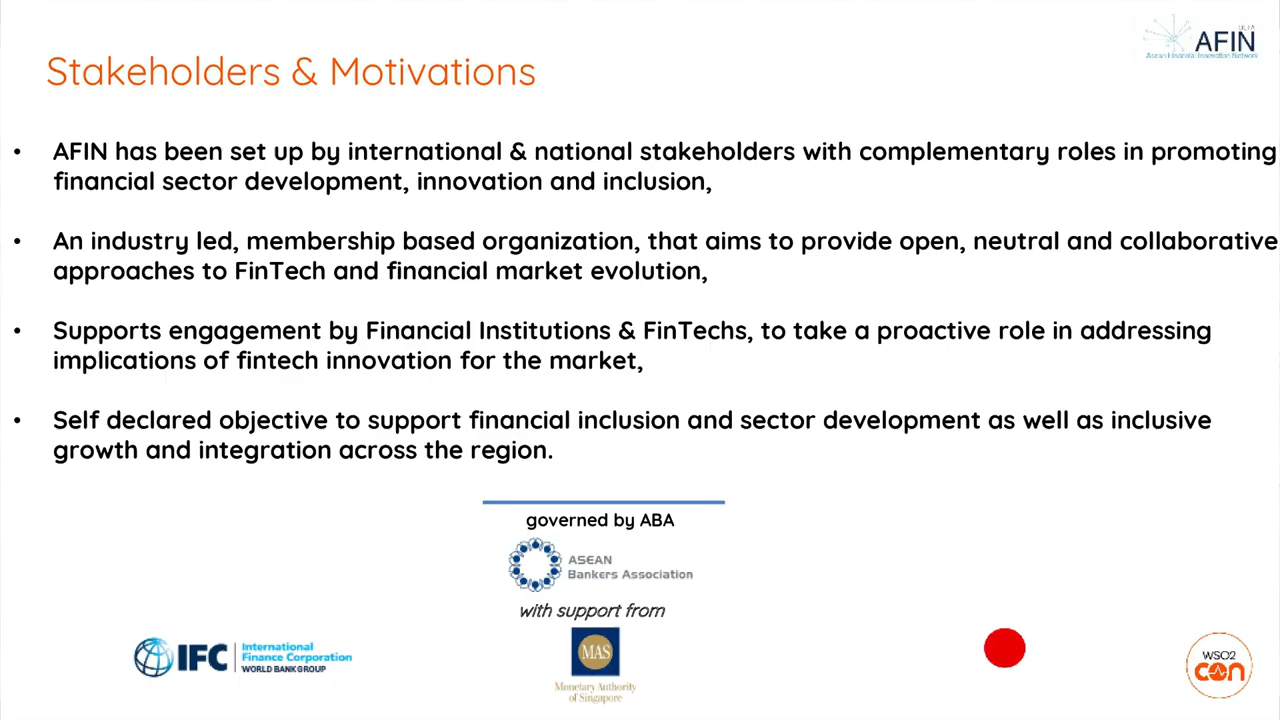 AFIN
Asean Financial Innovation Network
Stakeholders & Motivations
• AFIN has been set up by international & national stakeholders with complementary roles in promoting
financial sector development, innovation and inclusion,
• An industry led, membership based organization, that aims to provide open, neutral and collaborative
approaches to FinTech and financial market evolution,
• Supports engagement by Financial Institutions & FinTechs, to take a proactive role in addressing
implications of fintech innovation for the market,
• Self declared objective to support financial inclusion and sector development as well as inclusive
growth and integration across the region.
governed by ABA
ASEAN
Bankers Association
with support from
IFC
International
Finance Corporation
WORLD BANK GROUP
MAS
Monetary Authority
of Singapore
WSO2
con